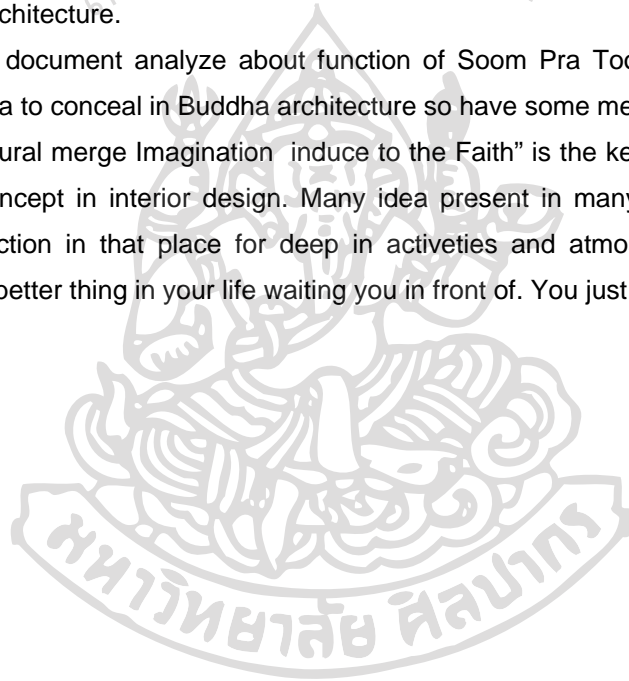 chitecture.
document analyze about function of Soom Pra Too
a to conceal in Buddha architecture so have some me
ural merge Imagination induce to the Faith” is the ke
ncept in interior design. Many idea present in many
ction in that place for deep in activeties and atmo
better thing in your life waiting you in front of. You just
มหาวิทยาลัย ศิลปากร